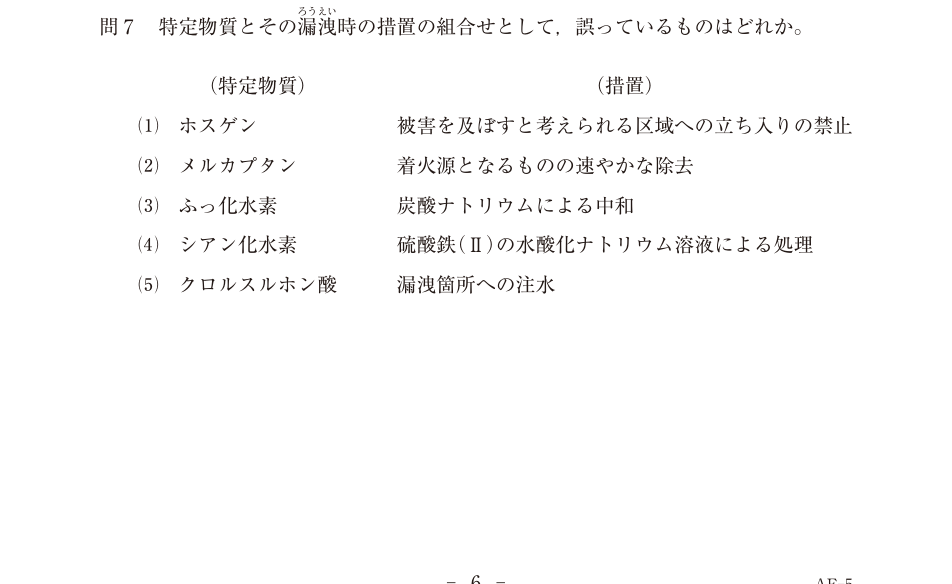 ろうえい
問7 特定物質とその漏洩時の措置の組合せとして，誤っているものはどれか。
（特定物質） （措置）
(1) ホスゲン 被害を及ぼすと考えられる区域への立ち入りの禁止
(2) メルカプタン 着火源となるものの速やかな除去
(3) ふっ化水素 炭酸ナトリウムによる中和
(4) シアン化水素 硫酸鉄(Ⅱ)の水酸化ナトリウム溶液による処理
(5) クロルスルホン酸 漏洩箇所への注水
－ 6 －
AE-5